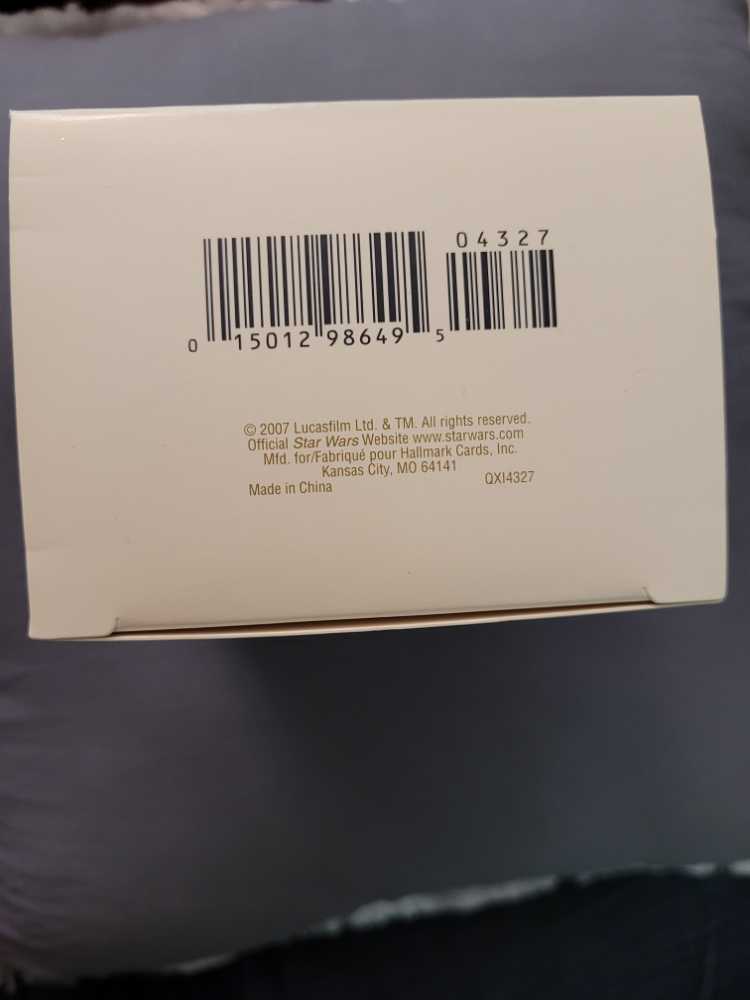 04327
0 15012 98649 5
© 2007 Lucasfilm Ltd. & TM. All rights reserved.
Official Star Wars Website www.starwars.com
Mfd. for/Fabriqué pour Hallmark Cards, Inc.
Kansas City, MO 64141
Made in China QXI4327